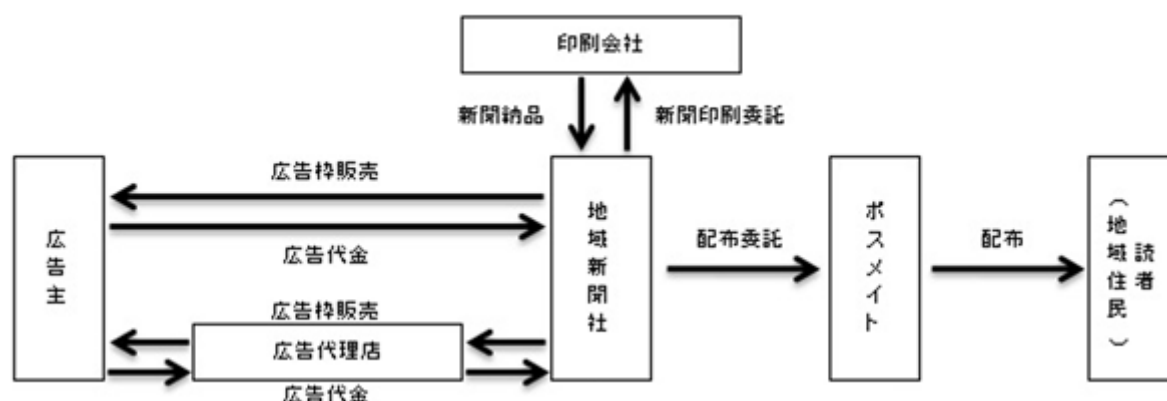 印刷会社
新聞納品
新聞印刷委託
広告枠販売
広告代金
広告主
地域新聞社
配布委託
ポスメイト
配布
読者
（地域住民）
広告枠販売
広告代理店
広告代金